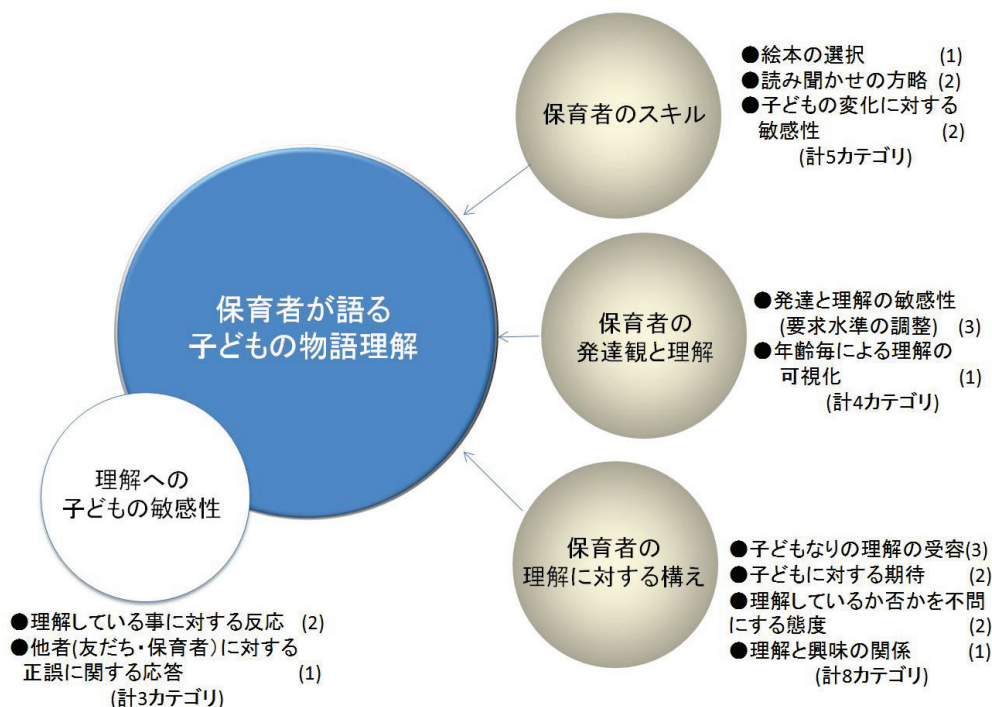 保育者のスキル
●絵本の選択 (1)
●読み聞かせの方略 (2)
●子どもの変化に対する
敏感性 (2)
(計5カテゴリ)
保育者が語る
子どもの物語理解
保育者の
発達観と理解
●発達と理解の敏感性
(要求水準の調整) (3)
●年齢毎による理解の
可視化 (1)
(計4カテゴリ)
理解への
子どもの敏感性
●理解している事に対する反応 (2)
●他者(友だち・保育者)に対する
正誤に関する応答 (1)
(計3カテゴリ)
保育者の
理解に対する構え
●子どもなりの理解の受容(3)
●子どもに対する期待 (2)
●理解しているか否かを不問
にする態度 (2)
●理解と興味の関係 (1)
(計8カテゴリ)